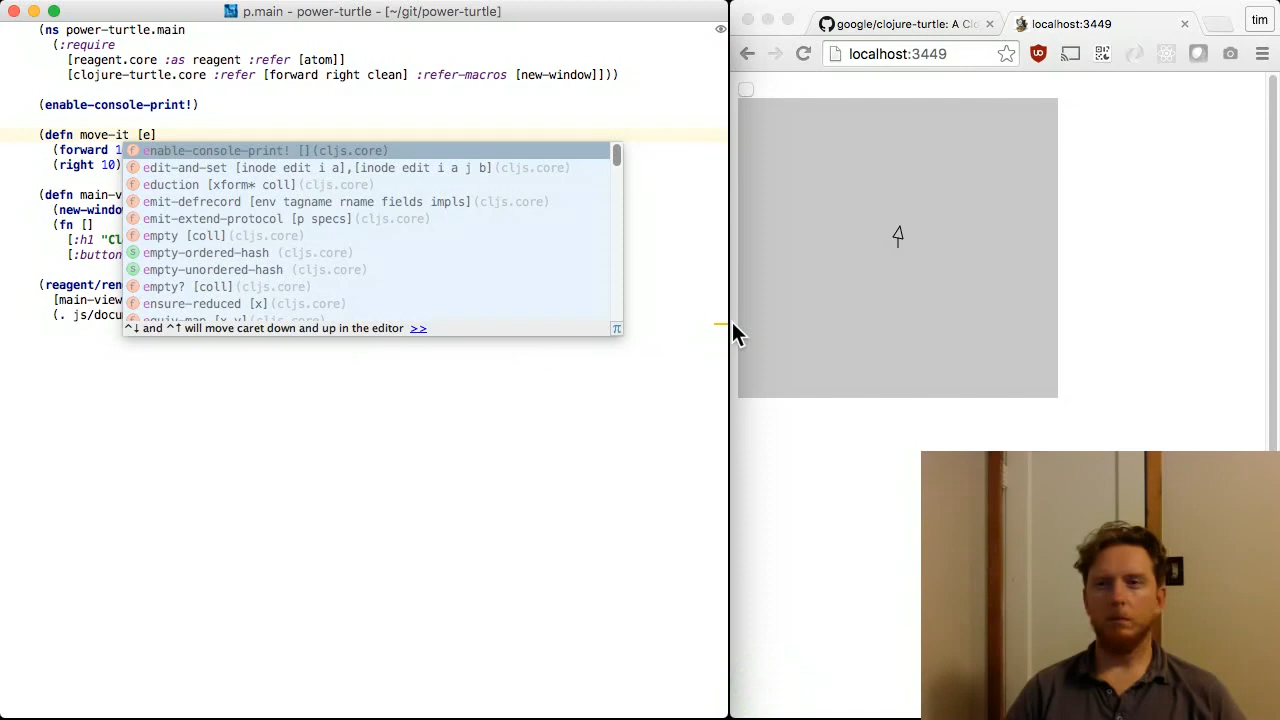 p.main - power-turtle - [~/git/power-turtle]
(ns power-turtle.main
(:require
[reagent.core :as reagent :refer [atom]]
[clojure-turtle.core :refer [forward right clean] :refer-macros [new-window]]))
(enable-console-print!)
(defn move-it [e]
(forward 1
(right 10)
(defn main-v
(new-windo
(fn []
[:h1 "Cl
[:button
(reagent/ren
[main-view
(. js/docu
f enable-console-print! [](cljs.core)
f edit-and-set [inode edit i a],[inode edit i a j b](cljs.core)
f eduction [xform* coll](cljs.core)
f emit-defrecord [env tagname rname fields impls](cljs.core)
f emit-extend-protocol [p specs](cljs.core)
f empty [coll](cljs.core)
S empty-ordered-hash (cljs.core)
S empty-unordered-hash (cljs.core)
f empty? [coll](cljs.core)
f ensure-reduced [x](cljs.core)
f equiv-map [x y](cljs.core)
^↓ and ^↑ will move caret down and up in the editor >>
π
google/clojure-turtle: A Clo
localhost:3449
tim
localhost:3449